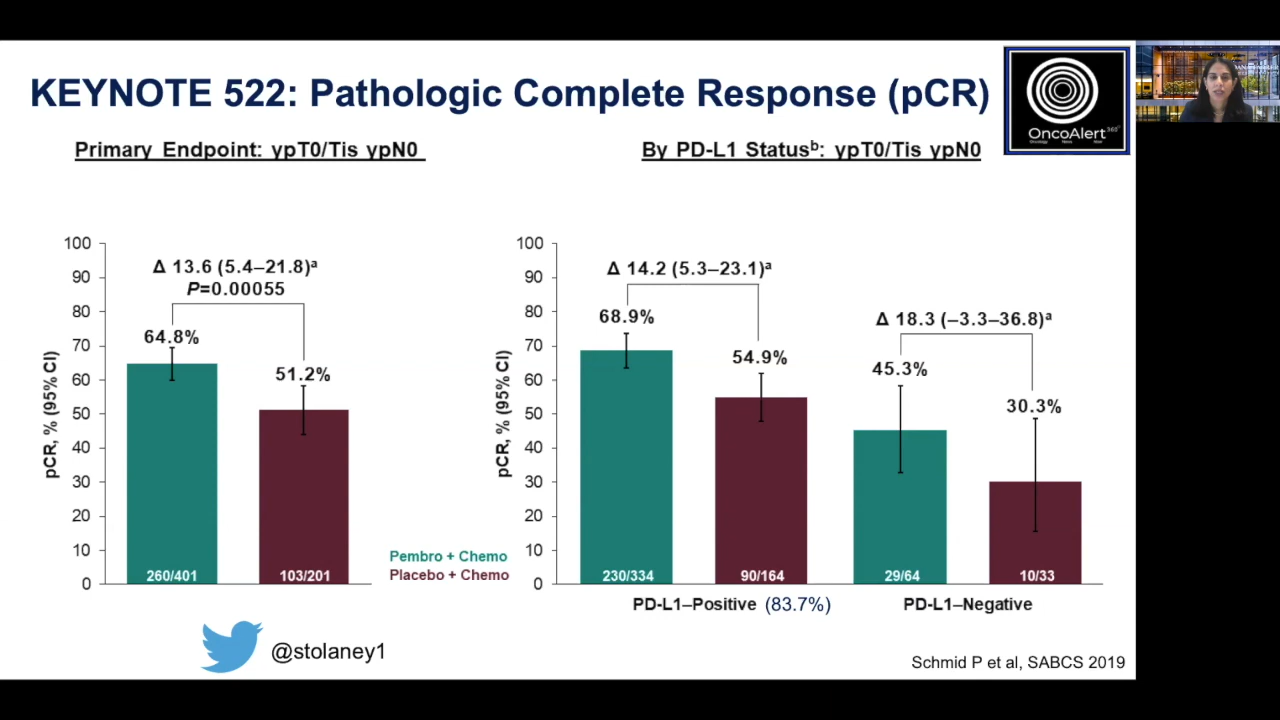 KEYNOTE 522: Pathologic Complete Response (pCR)
OncoAlert 360°
Oncology News Now
Primary Endpoint: ypT0/Tis ypN0
By PD-L1 Statusᵇ: ypT0/Tis ypN0
pCR, % (95% CI)
100
90
80
70
60
50
40
30
20
10
0
Δ 13.6 (5.4–21.8)ᵃ
P=0.00055
64.8%
51.2%
260/401
103/201
Pembro + Chemo
Placebo + Chemo
pCR, % (95% CI)
100
90
80
70
60
50
40
30
20
10
0
Δ 14.2 (5.3–23.1)ᵃ
68.9%
54.9%
230/334
90/164
PD-L1–Positive (83.7%)
Δ 18.3 (–3.3–36.8)ᵃ
45.3%
30.3%
29/64
10/33
PD-L1–Negative
@stolaney1
Schmid P et al, SABCS 2019